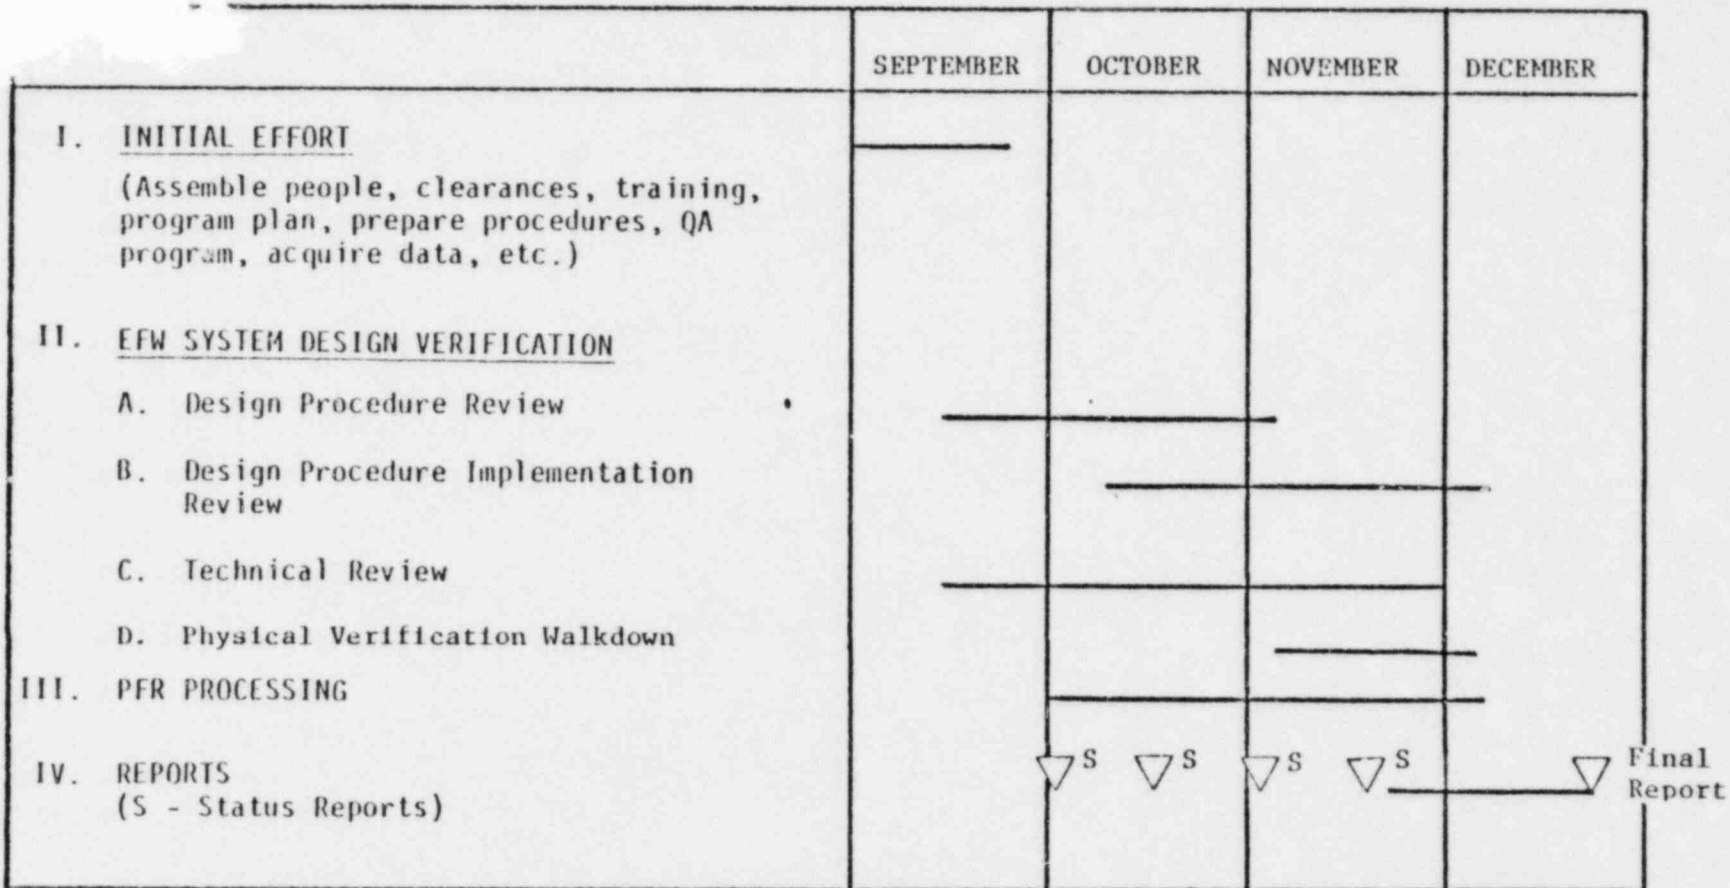 SEPTEMBER OCTOBER NOVEMBER DECEMBER
I. INITIAL EFFORT
(Assemble people, clearances, training,
program plan, prepare procedures, QA
program, acquire data, etc.)
II. EFW SYSTEM DESIGN VERIFICATION
A. Design Procedure Review
B. Design Procedure Implementation
Review
C. Technical Review
D. Physical Verification Walkdown
III. PFR PROCESSING
IV. REPORTS
(S - Status Reports)
S S S S Final
Report